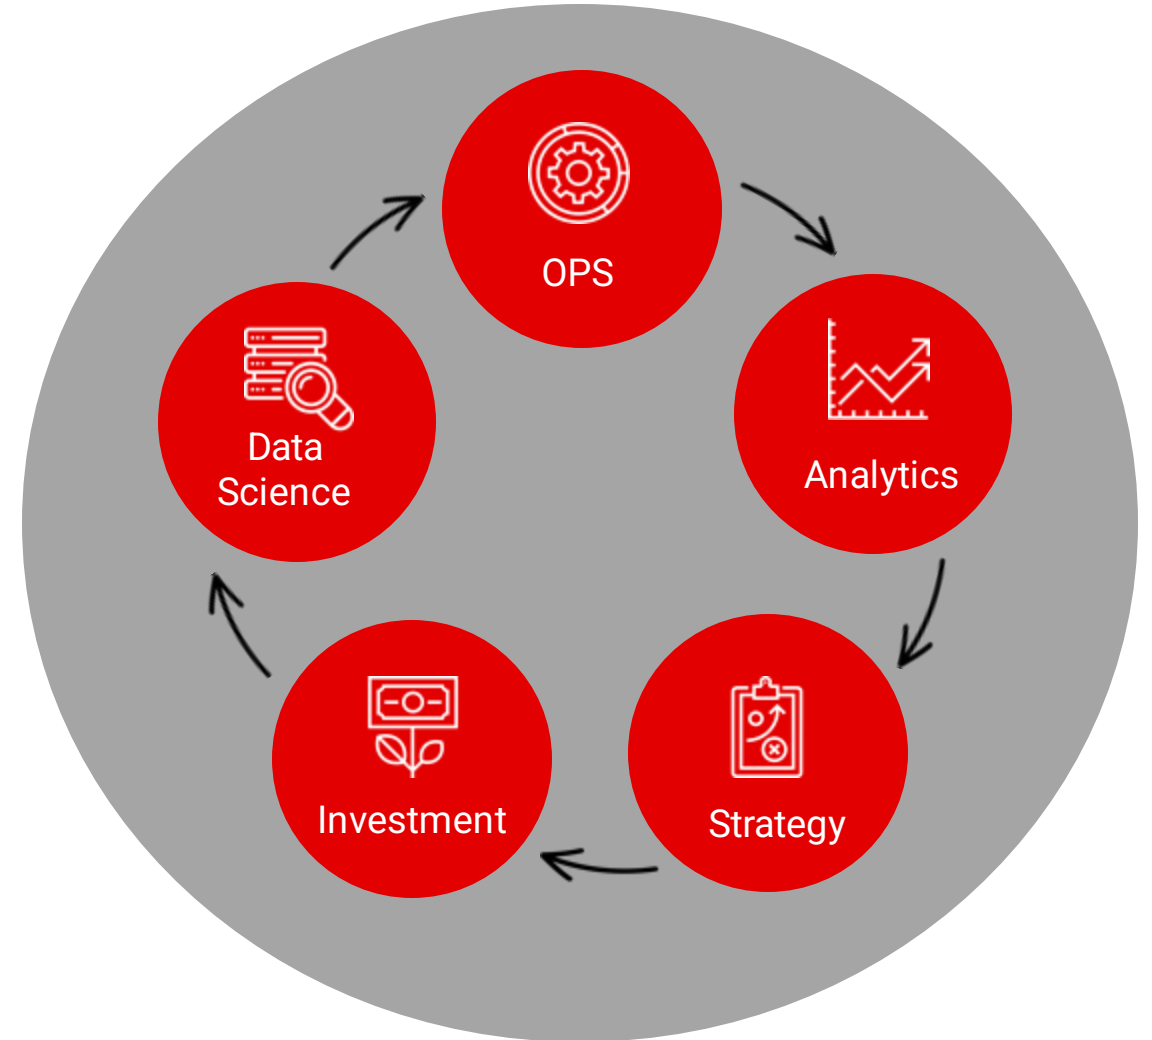 OPS
Analytics
Strategy
Investment
Data
Science